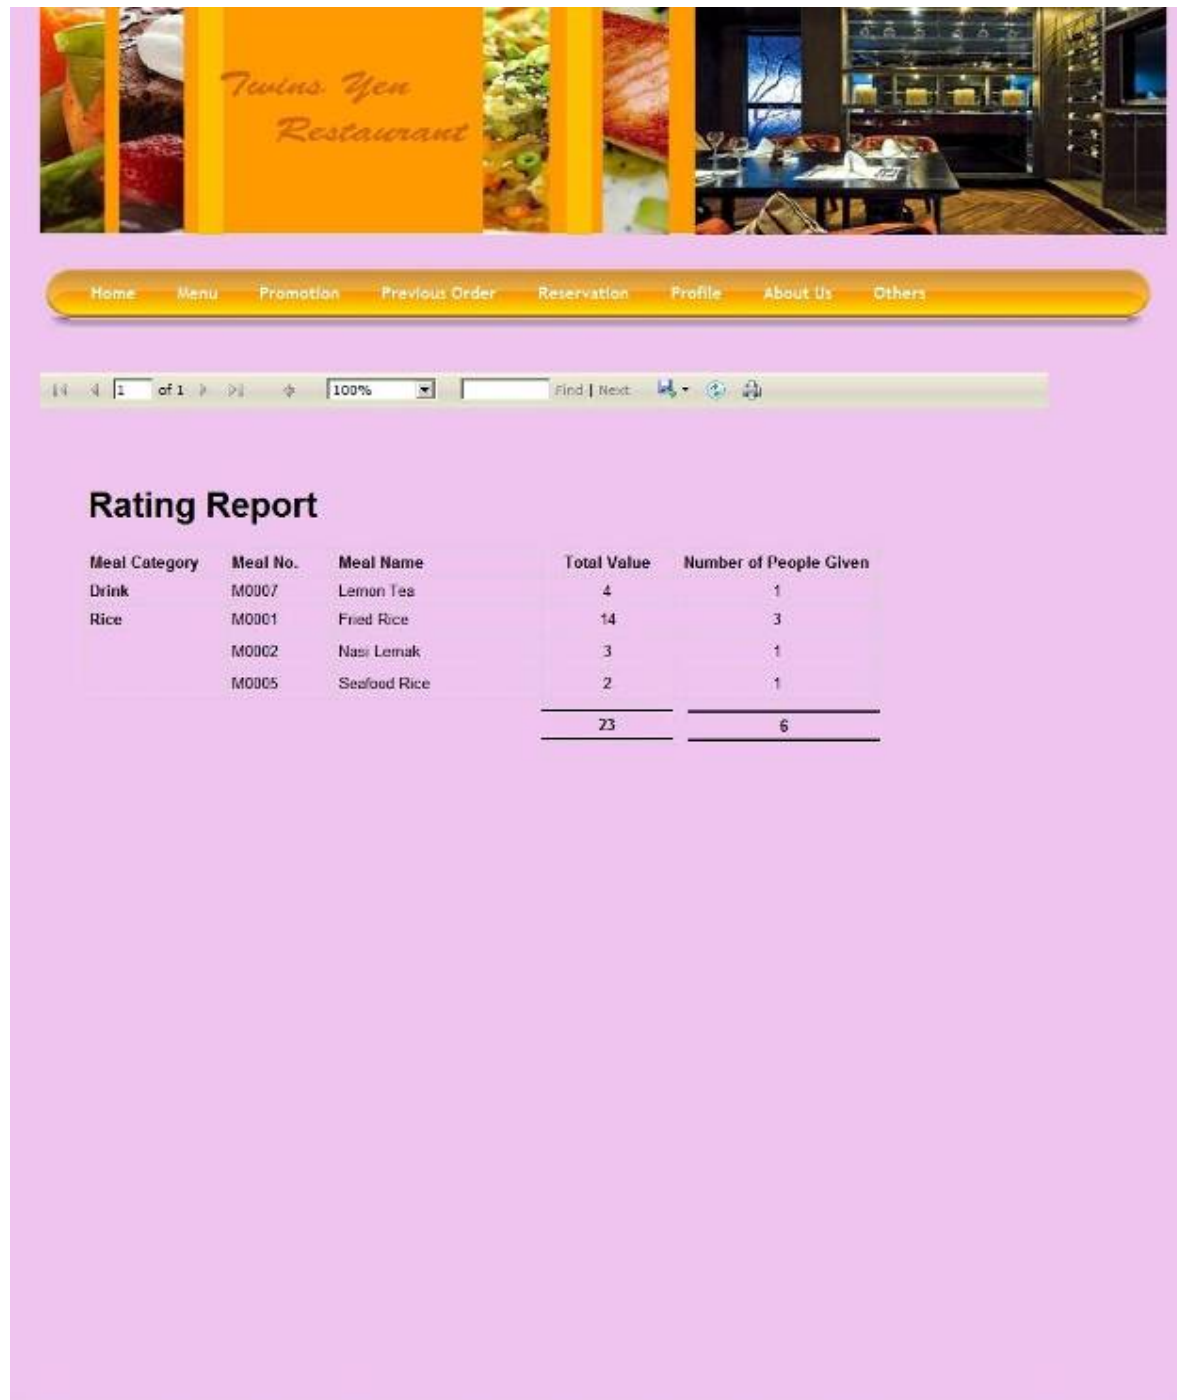 Twins Yen
Restaurant
Home Menu Promotion Previous Order Reservation Profile About Us Others
1 of 1 100% Find | Next
Rating Report
Meal Category Meal No. Meal Name Total Value Number of People Given
Drink M0007 Lemon Tea 4 1
Rice M0001 Fried Rice 14 3
M0002 Nasi Lemak 3 1
M0005 Seafood Rice 2 1
23 6